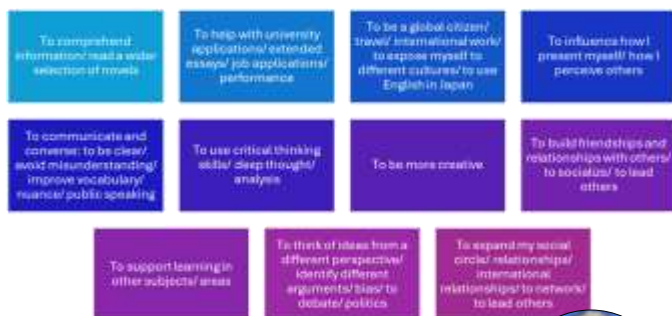 To comprehend
information/ read a wider
selection of novels
To help with university
applications/ extended
essays/ job applications/
performance
To be a global citizen/
travel/ international work/
to expose myself to
different cultures/ to use
English in Japan
To influence how I
present myself/ how I
perceive others
To communicate and
converse: to be clear/
avoid misunderstanding/
improve vocabulary/
nuance/ public speaking
To use critical thinking
skills/ deep thought/
analysis
To be more creative
To build friendships and
relationships with others/
to socialize/ to lead
others
To support learning in
other subjects/ areas
To think of ideas from a
different perspective/
identify different
arguments/ bias/ to
debate/ politics
To expand my social
circle/ relationships/
international
relationships/ to network/
to lead others